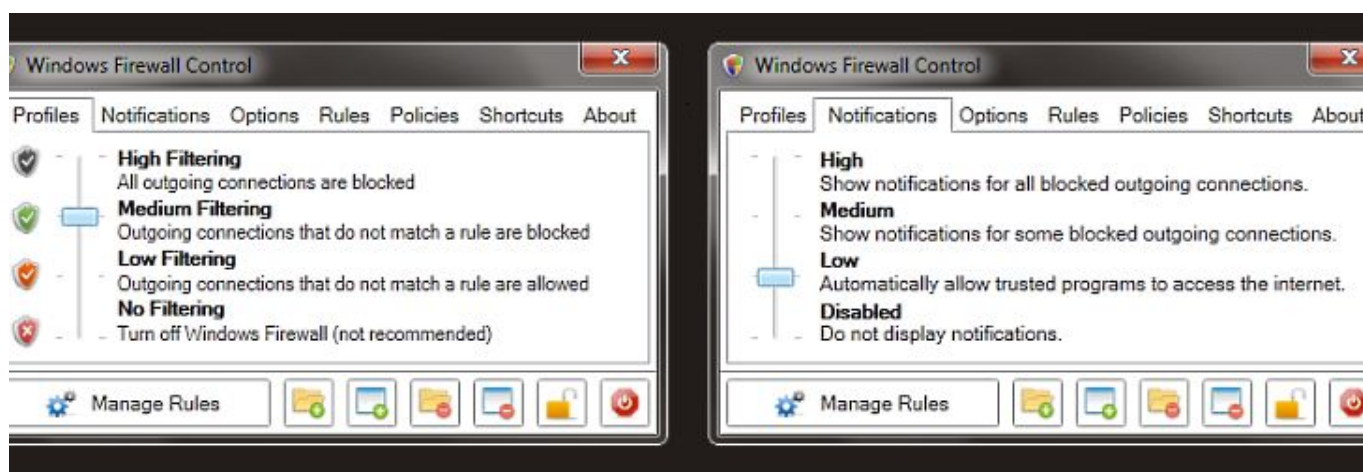 Windows Firewall Control
Profiles Notifications Options Rules Policies Shortcuts About
High Filtering
All outgoing connections are blocked
Medium Filtering
Outgoing connections that do not match a rule are blocked
Low Filtering
Outgoing connections that do not match a rule are allowed
No Filtering
Turn off Windows Firewall (not recommended)
Manage Rules
Windows Firewall Control
Profiles Notifications Options Rules Policies Shortcuts About
High
Show notifications for all blocked outgoing connections.
Medium
Show notifications for some blocked outgoing connections.
Low
Automatically allow trusted programs to access the internet.
Disabled
Do not display notifications.
Manage Rules